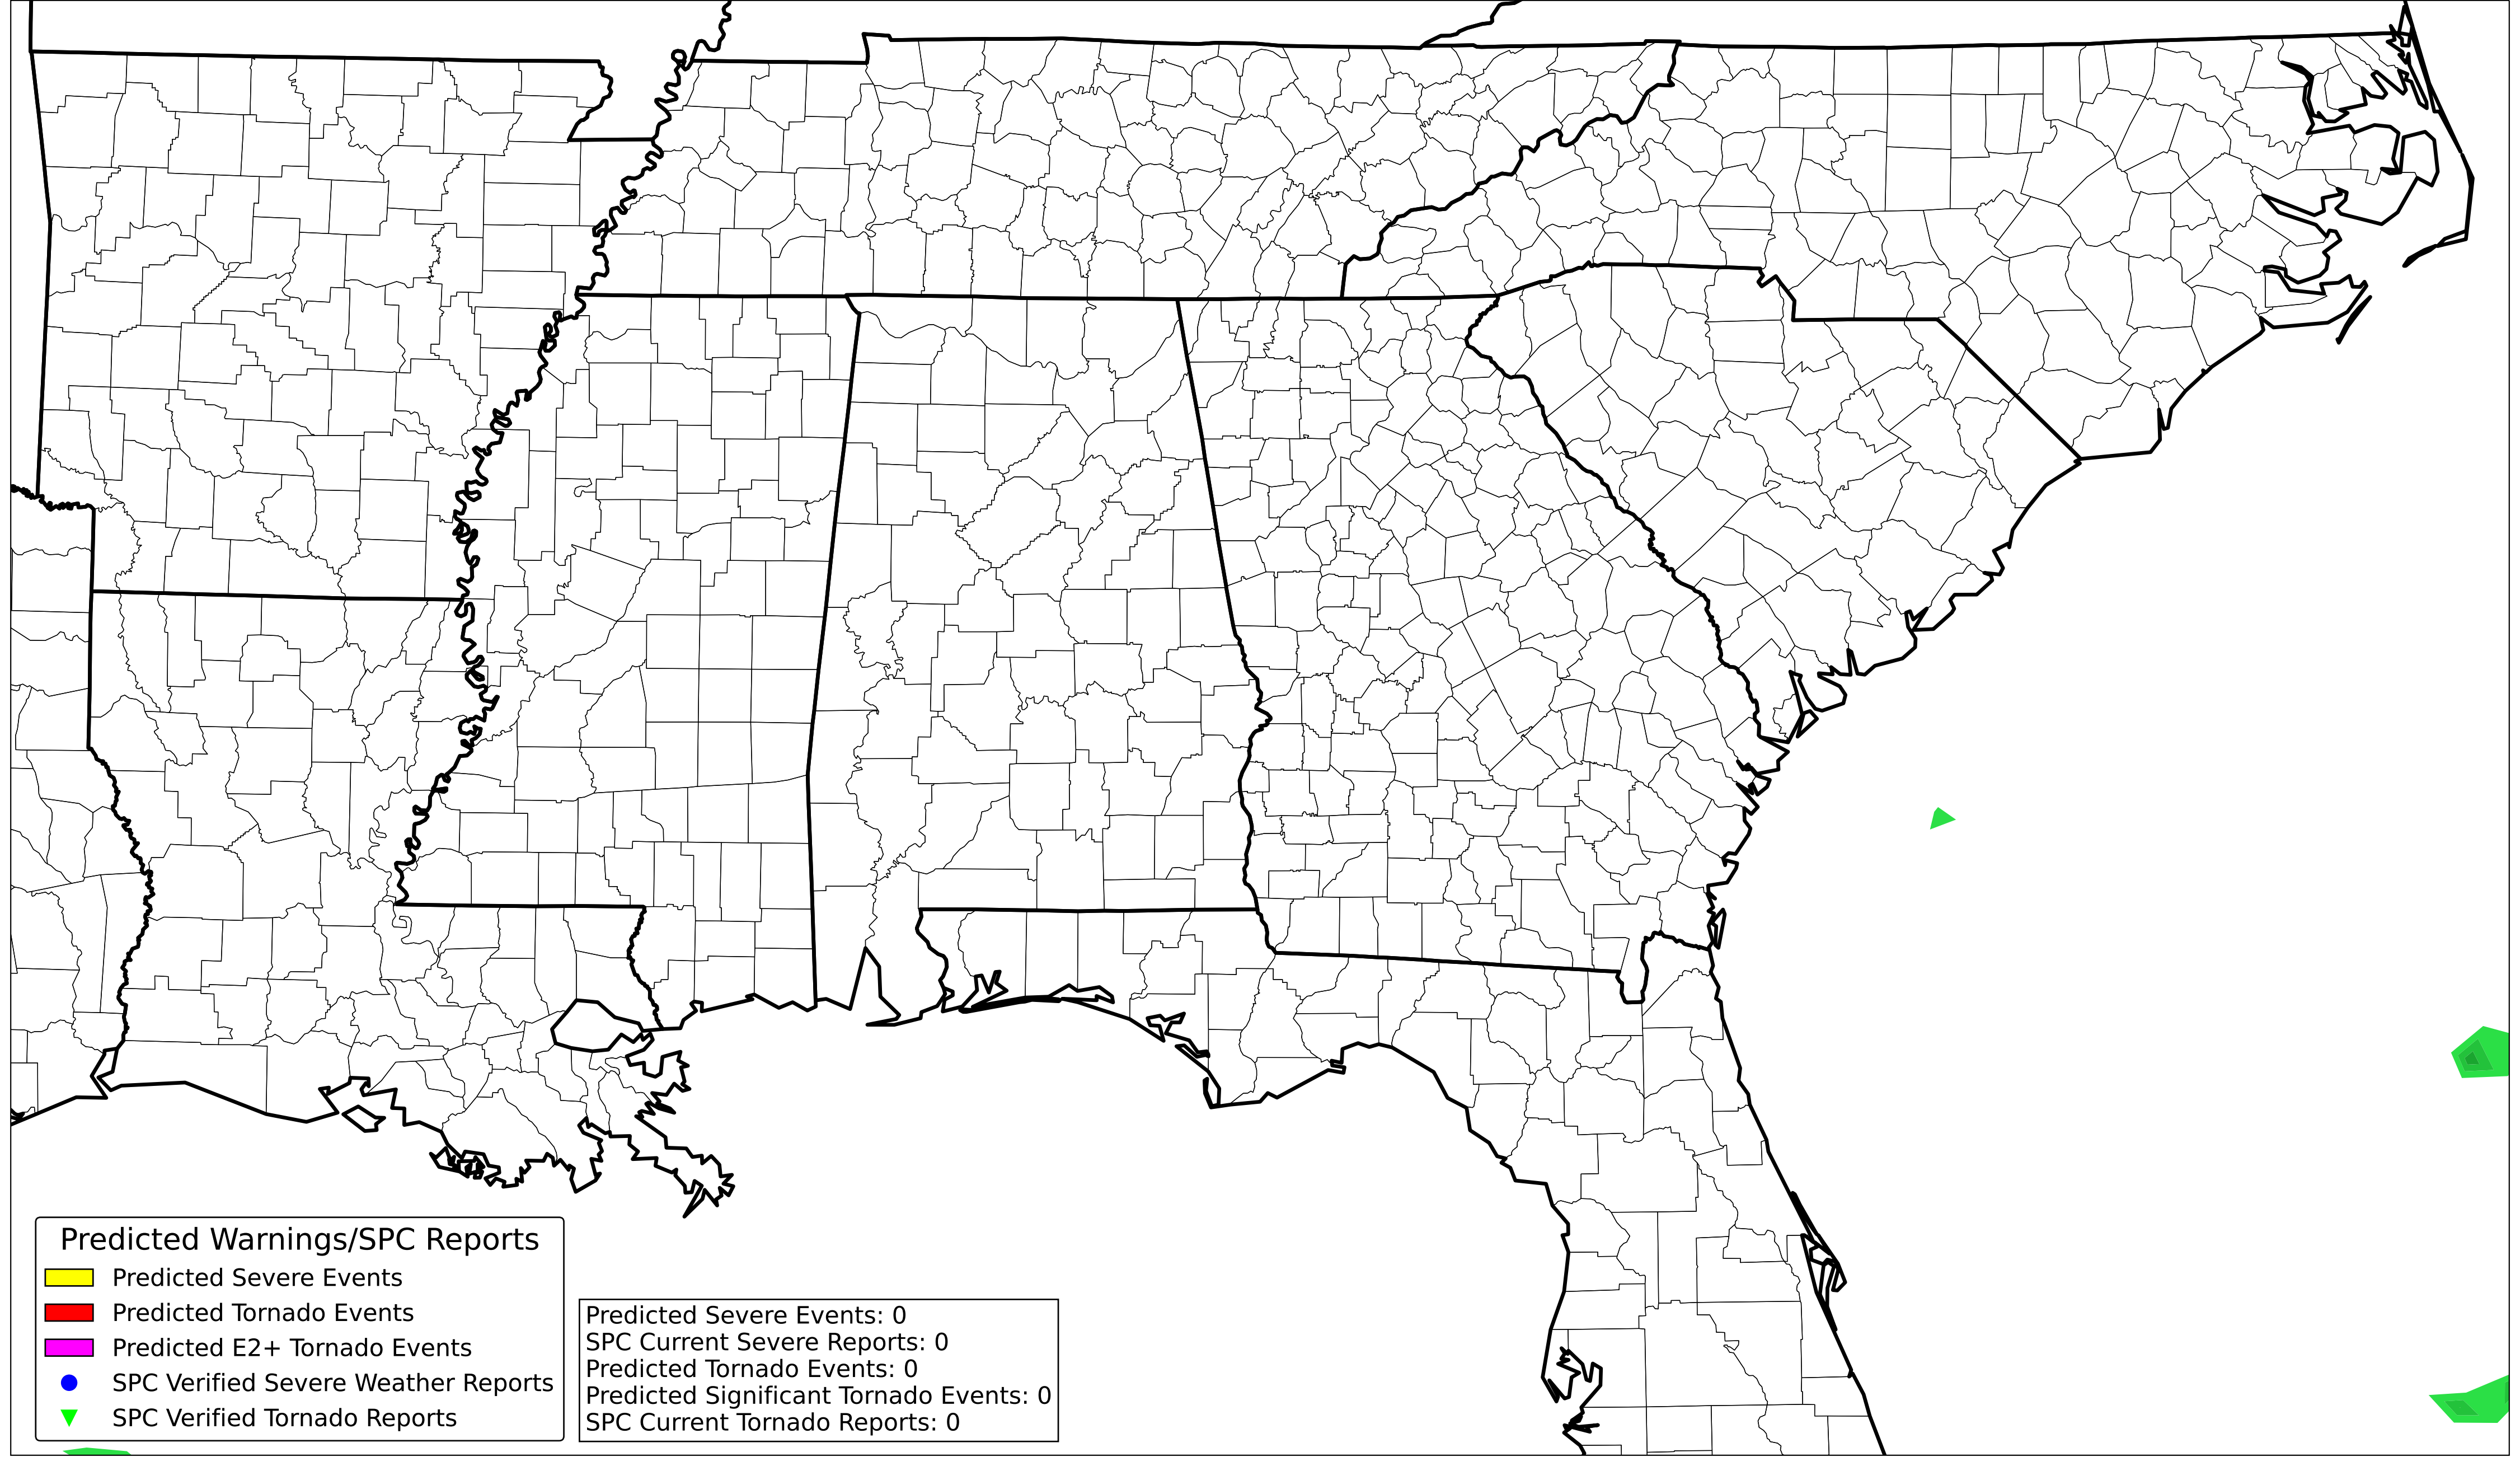 Predicted Warnings/SPC Reports
Predicted Severe Events
Predicted Tornado Events
Predicted E2+ Tornado Events
SPC Verified Severe Weather Reports
SPC Verified Tornado Reports
Predicted Severe Events: 0
SPC Current Severe Reports: 0
Predicted Tornado Events: 0
Predicted Significant Tornado Events: 0
SPC Current Tornado Reports: 0